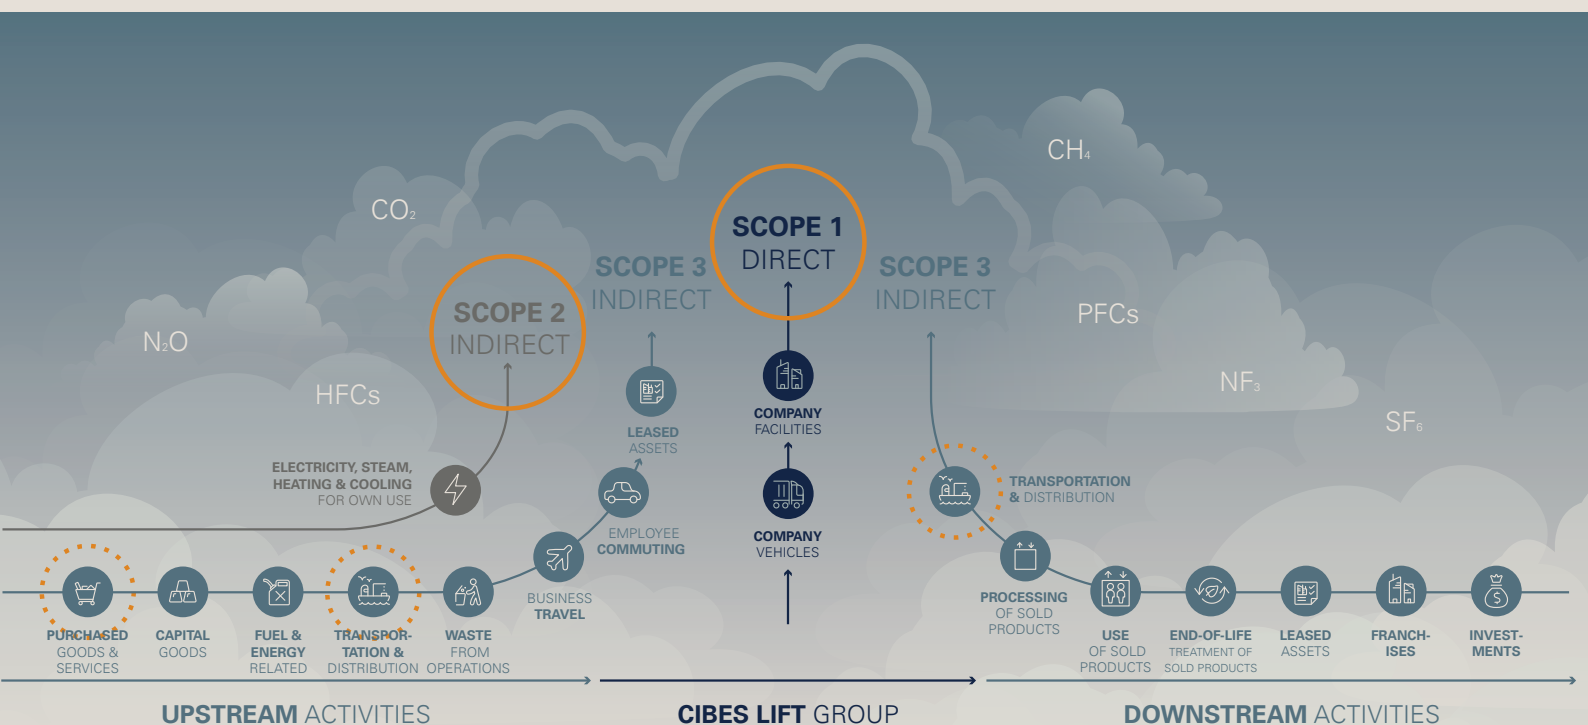 CH₄
CO₂
SCOPE 1
DIRECT
SCOPE 3
INDIRECT
SCOPE 3
INDIRECT
SCOPE 2
INDIRECT
PFCs
N₂O
HFCs
NF₃
SF₆
COMPANY
FACILITIES
LEASED
ASSETS
ELECTRICITY, STEAM,
HEATING & COOLING
FOR OWN USE
TRANSPORTATION
& DISTRIBUTION
EMPLOYEE
COMMUTING
COMPANY
VEHICLES
BUSINESS
TRAVEL
PURCHASED
GOODS &
SERVICES
CAPITAL
GOODS
FUEL &
ENERGY
RELATED
TRANSPOR-
TATION &
DISTRIBUTION
WASTE
FROM
OPERATIONS
PROCESSING
OF SOLD
PRODUCTS
USE
OF SOLD
PRODUCTS
END-OF-LIFE
TREATMENT OF
SOLD PRODUCTS
LEASED
ASSETS
FRANCH-
ISES
INVEST-
MENTS
UPSTREAM ACTIVITIES
CIBES LIFT GROUP
DOWNSTREAM ACTIVITIES